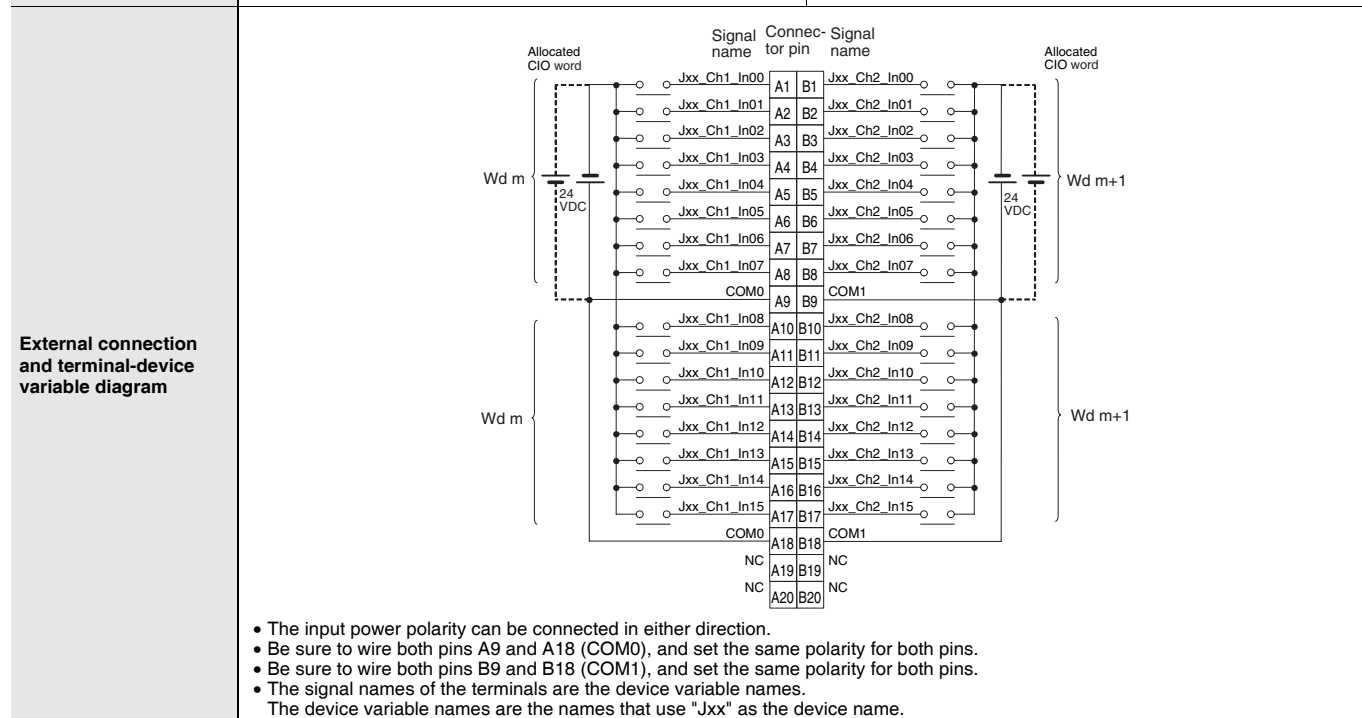 External connection
and terminal-device
variable diagram
Signal name Connec-tor pin Signal name
Allocated CIO word Allocated CIO word
Jxx_Ch1_In00 A1 B1 Jxx_Ch2_In00
Jxx_Ch1_In01 A2 B2 Jxx_Ch2_In01
Jxx_Ch1_In02 A3 B3 Jxx_Ch2_In02
Jxx_Ch1_In03 A4 B4 Jxx_Ch2_In03
Wd m 24 VDC Jxx_Ch1_In04 A5 B5 Jxx_Ch2_In04 24 VDC Wd m+1
Jxx_Ch1_In05 A6 B6 Jxx_Ch2_In05
Jxx_Ch1_In06 A7 B7 Jxx_Ch2_In06
Jxx_Ch1_In07 A8 B8 Jxx_Ch2_In07
COM0 A9 B9 COM1
Jxx_Ch1_In08 A10 B10 Jxx_Ch2_In08
Jxx_Ch1_In09 A11 B11 Jxx_Ch2_In09
Jxx_Ch1_In10 A12 B12 Jxx_Ch2_In10
Wd m Jxx_Ch1_In11 A13 B13 Jxx_Ch2_In11 Wd m+1
Jxx_Ch1_In12 A14 B14 Jxx_Ch2_In12
Jxx_Ch1_In13 A15 B15 Jxx_Ch2_In13
Jxx_Ch1_In14 A16 B16 Jxx_Ch2_In14
Jxx_Ch1_In15 A17 B17 Jxx_Ch2_In15
COM0 A18 B18 COM1
NC A19 B19 NC
NC A20 B20 NC
• The input power polarity can be connected in either direction.
• Be sure to wire both pins A9 and A18 (COM0), and set the same polarity for both pins.
• Be sure to wire both pins B9 and B18 (COM1), and set the same polarity for both pins.
• The signal names of the terminals are the device variable names.
The device variable names are the names that use "Jxx" as the device name.